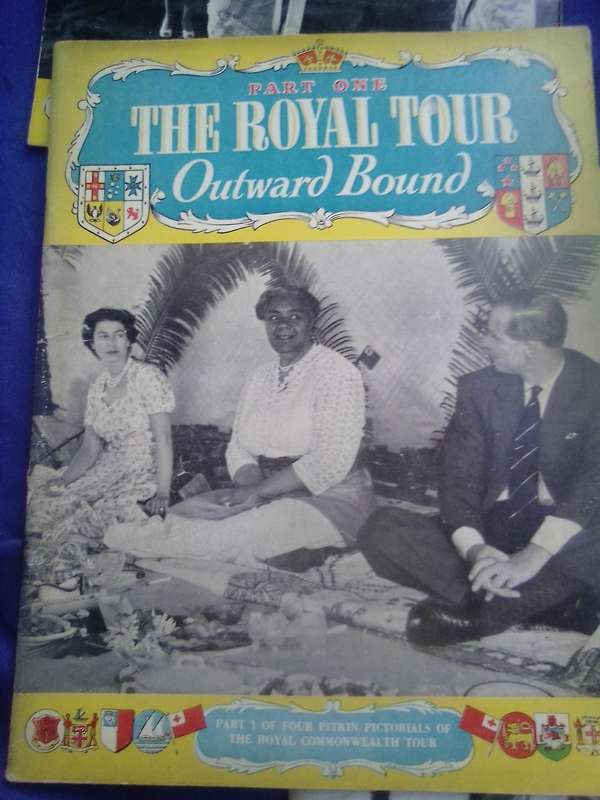 PART ONE
THE ROYAL TOUR
Outward Bound
PART 1 OF FOUR PITKIN PICTORIALS OF
THE ROYAL COMMONWEALTH TOUR